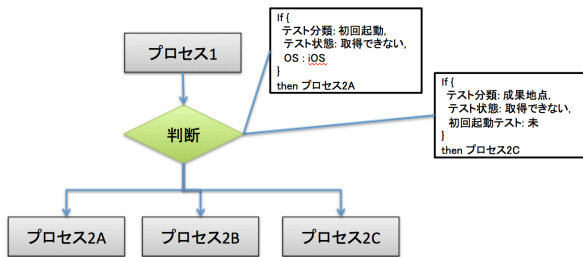 プロセス1
If {
テスト分類: 初回起動,
テスト状態: 取得できない,
OS : iOS
}
then プロセス2A
If {
テスト分類: 成果地点,
テスト状態: 取得できない,
初回起動テスト: 未
}
then プロセス2C
判断
プロセス2A
プロセス2B
プロセス2C